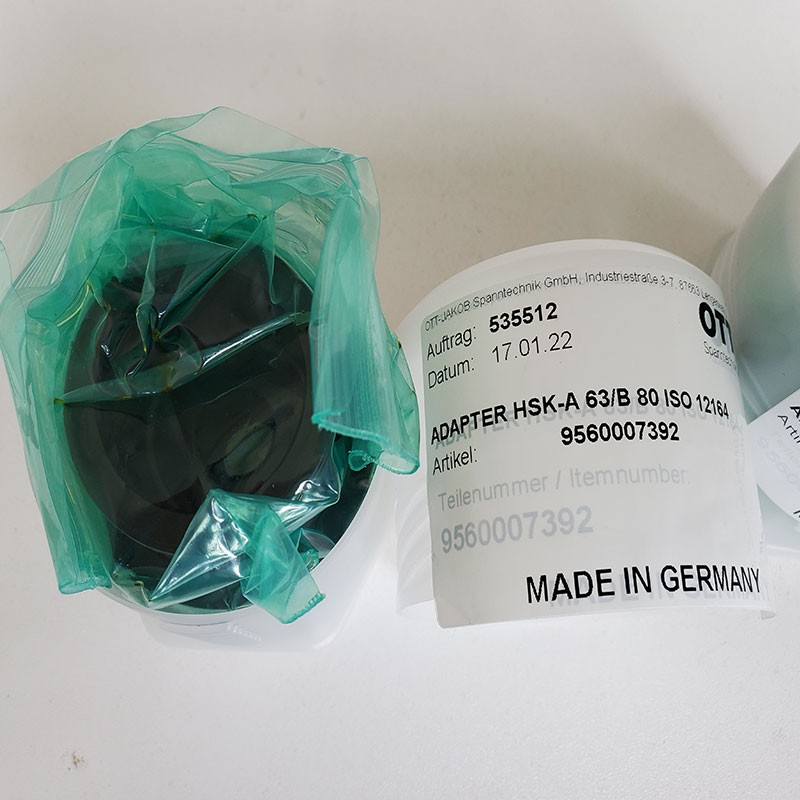 OTT-JAKOB Spanntechnik GmbH, Industriestraße 3-7, 87663
OTT
Auftrag: 535512
Datum: 17.01.22
ADAPTER HSK-A 63/B 80 ISO 12164
Artikel: 9560007392
Teilenummer / Itemnumber
9560007392
MADE IN GERMANY